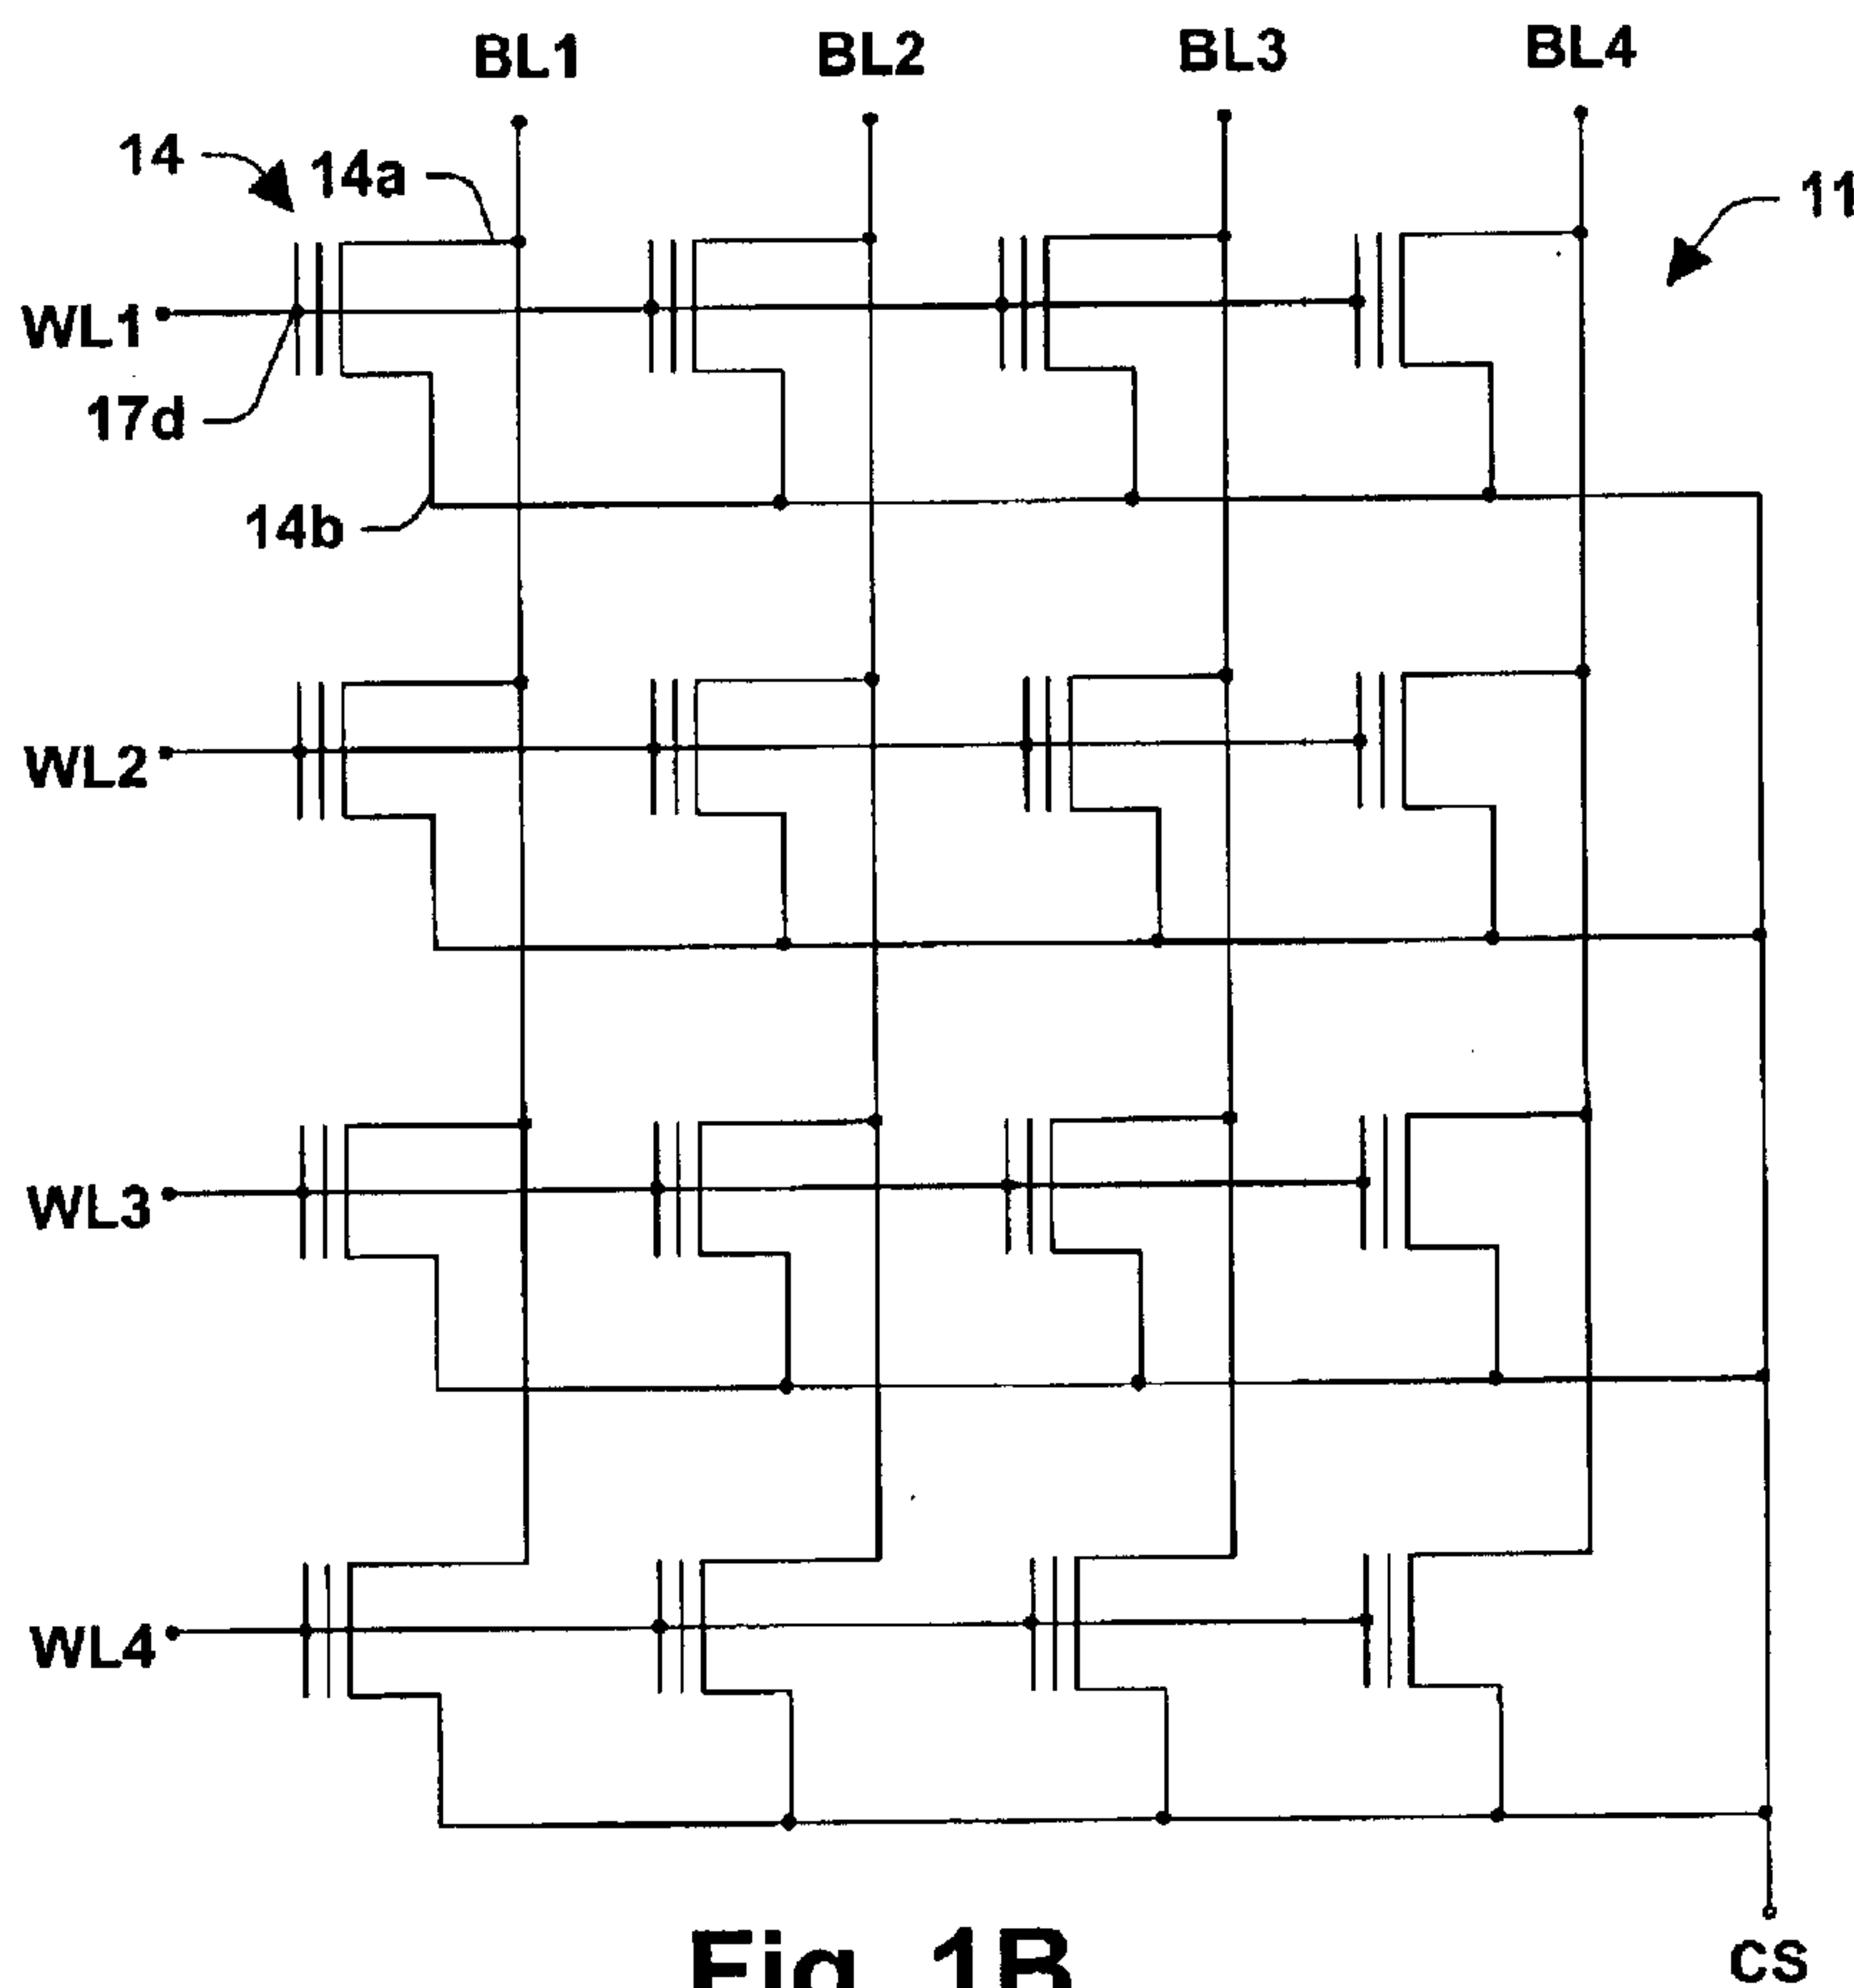 BL1 BL2 BL3 BL4
14 14a 11
WL1
17d
14b
WL2
WL3
WL4
Fig. 1B
CS